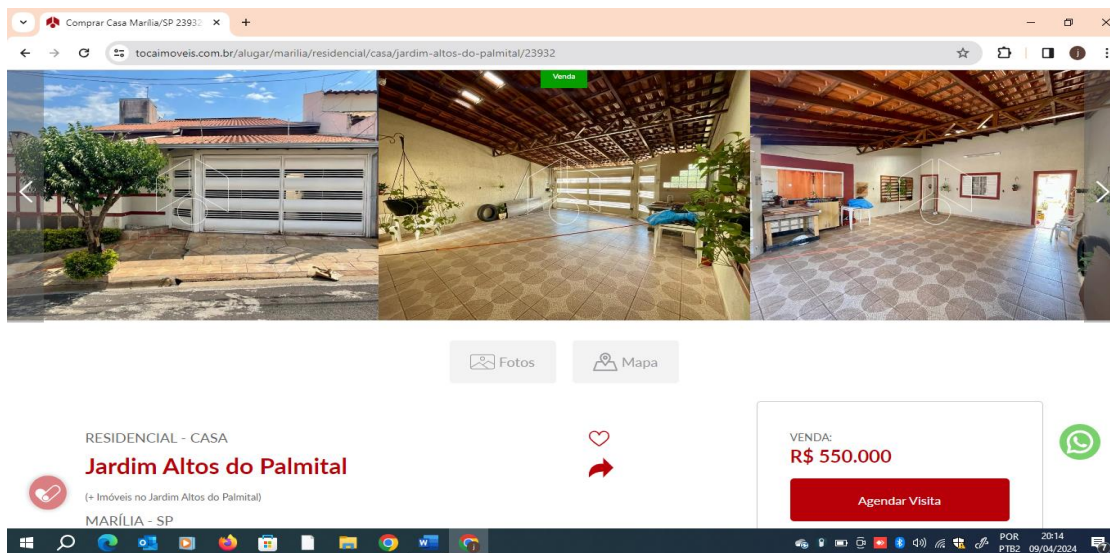 Comprar Casa Marília/SP 23932
tocaimoveis.com.br/alugar/marilia/residencial/casa/jardim-altos-do-palmital/23932
Venda
Fotos
Mapa
RESIDENCIAL - CASA
Jardim Altos do Palmital
(+ Imóveis no Jardim Altos do Palmital)
MARÍLIA - SP
VENDA:
R$ 550.000
Agendar Visita
POR 20:14
PTB2 09/04/2024